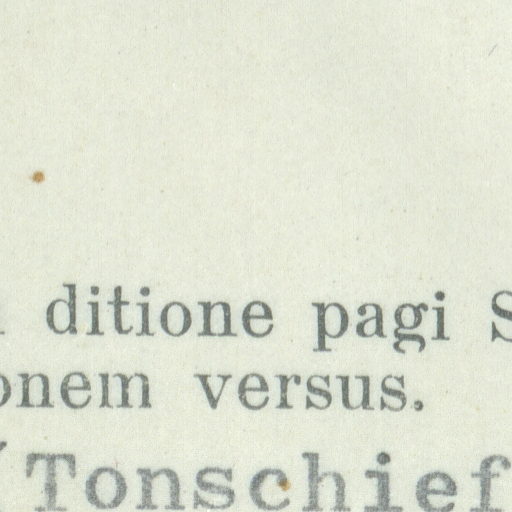 ditione pagi S
onem versus.
Tonschief